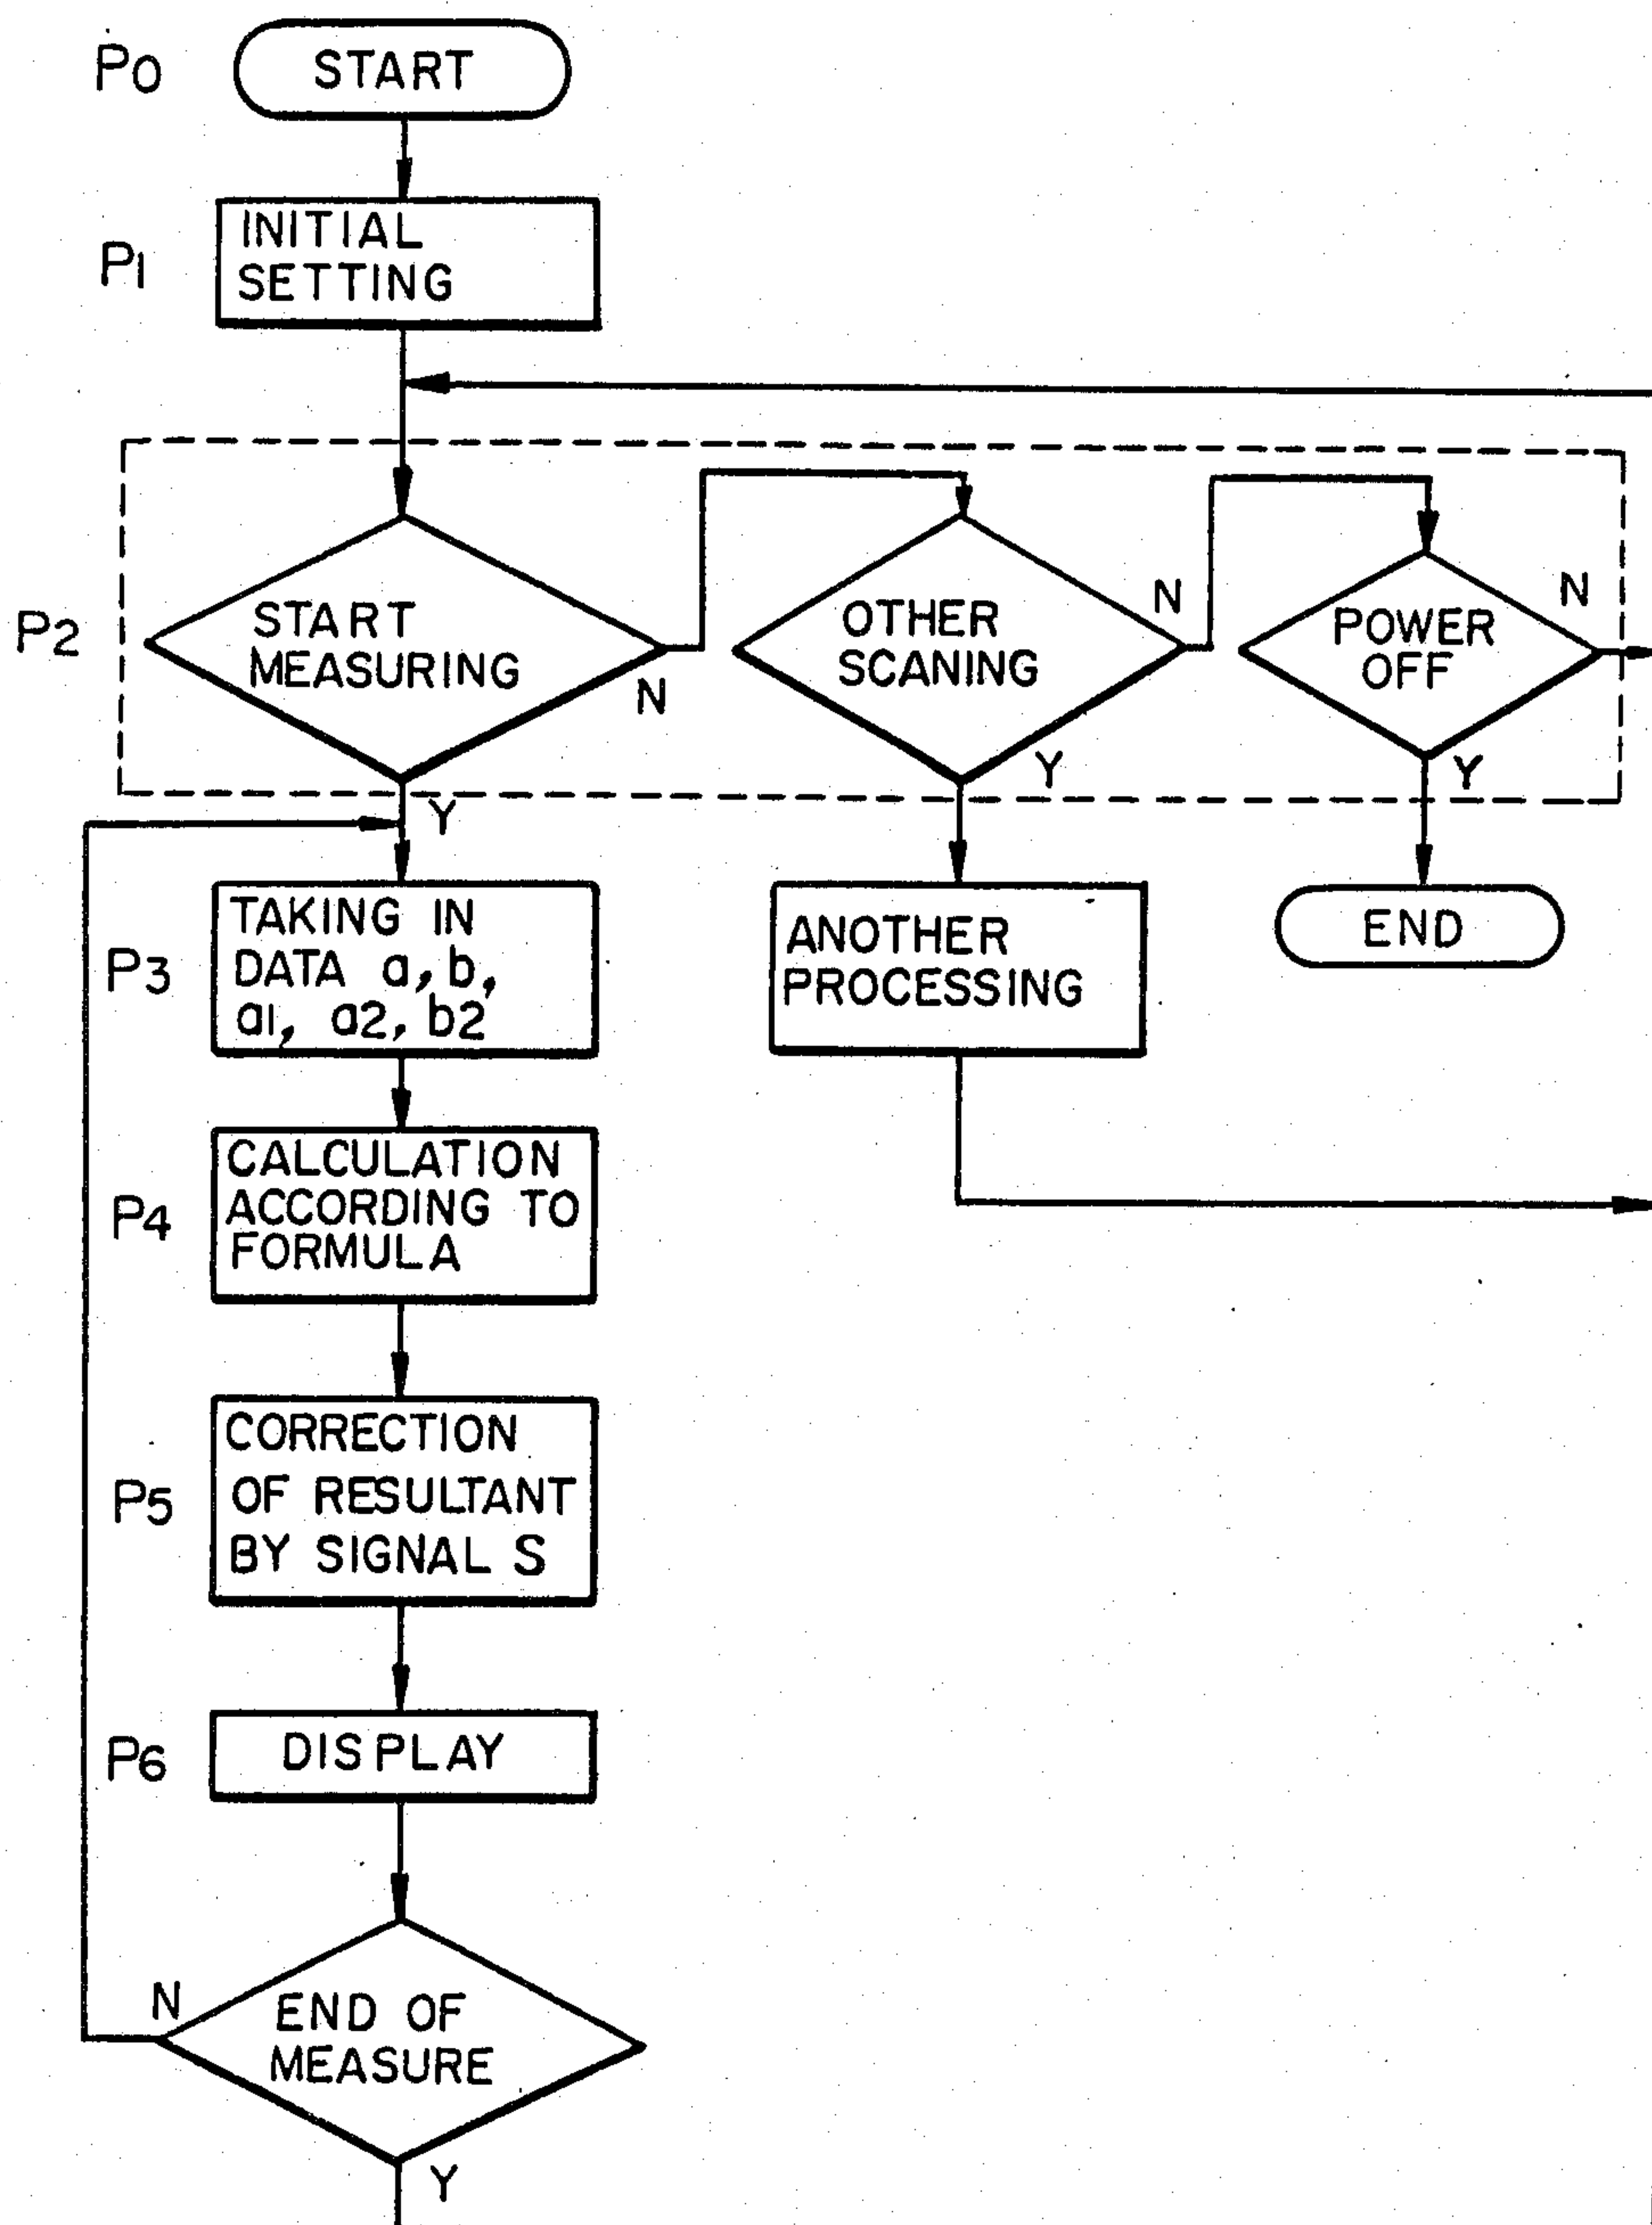 P0
START
P1
INITIAL
SETTING
P2
START
MEASURING
N
Y
OTHER
SCANING
N
Y
POWER
OFF
N
Y
P3
TAKING IN
DATA a, b,
a1, a2, b2
ANOTHER
PROCESSING
END
P4
CALCULATION
ACCORDING TO
FORMULA
P5
CORRECTION
OF RESULTANT
BY SIGNAL S
P6
DISPLAY
N
END OF
MEASURE
Y